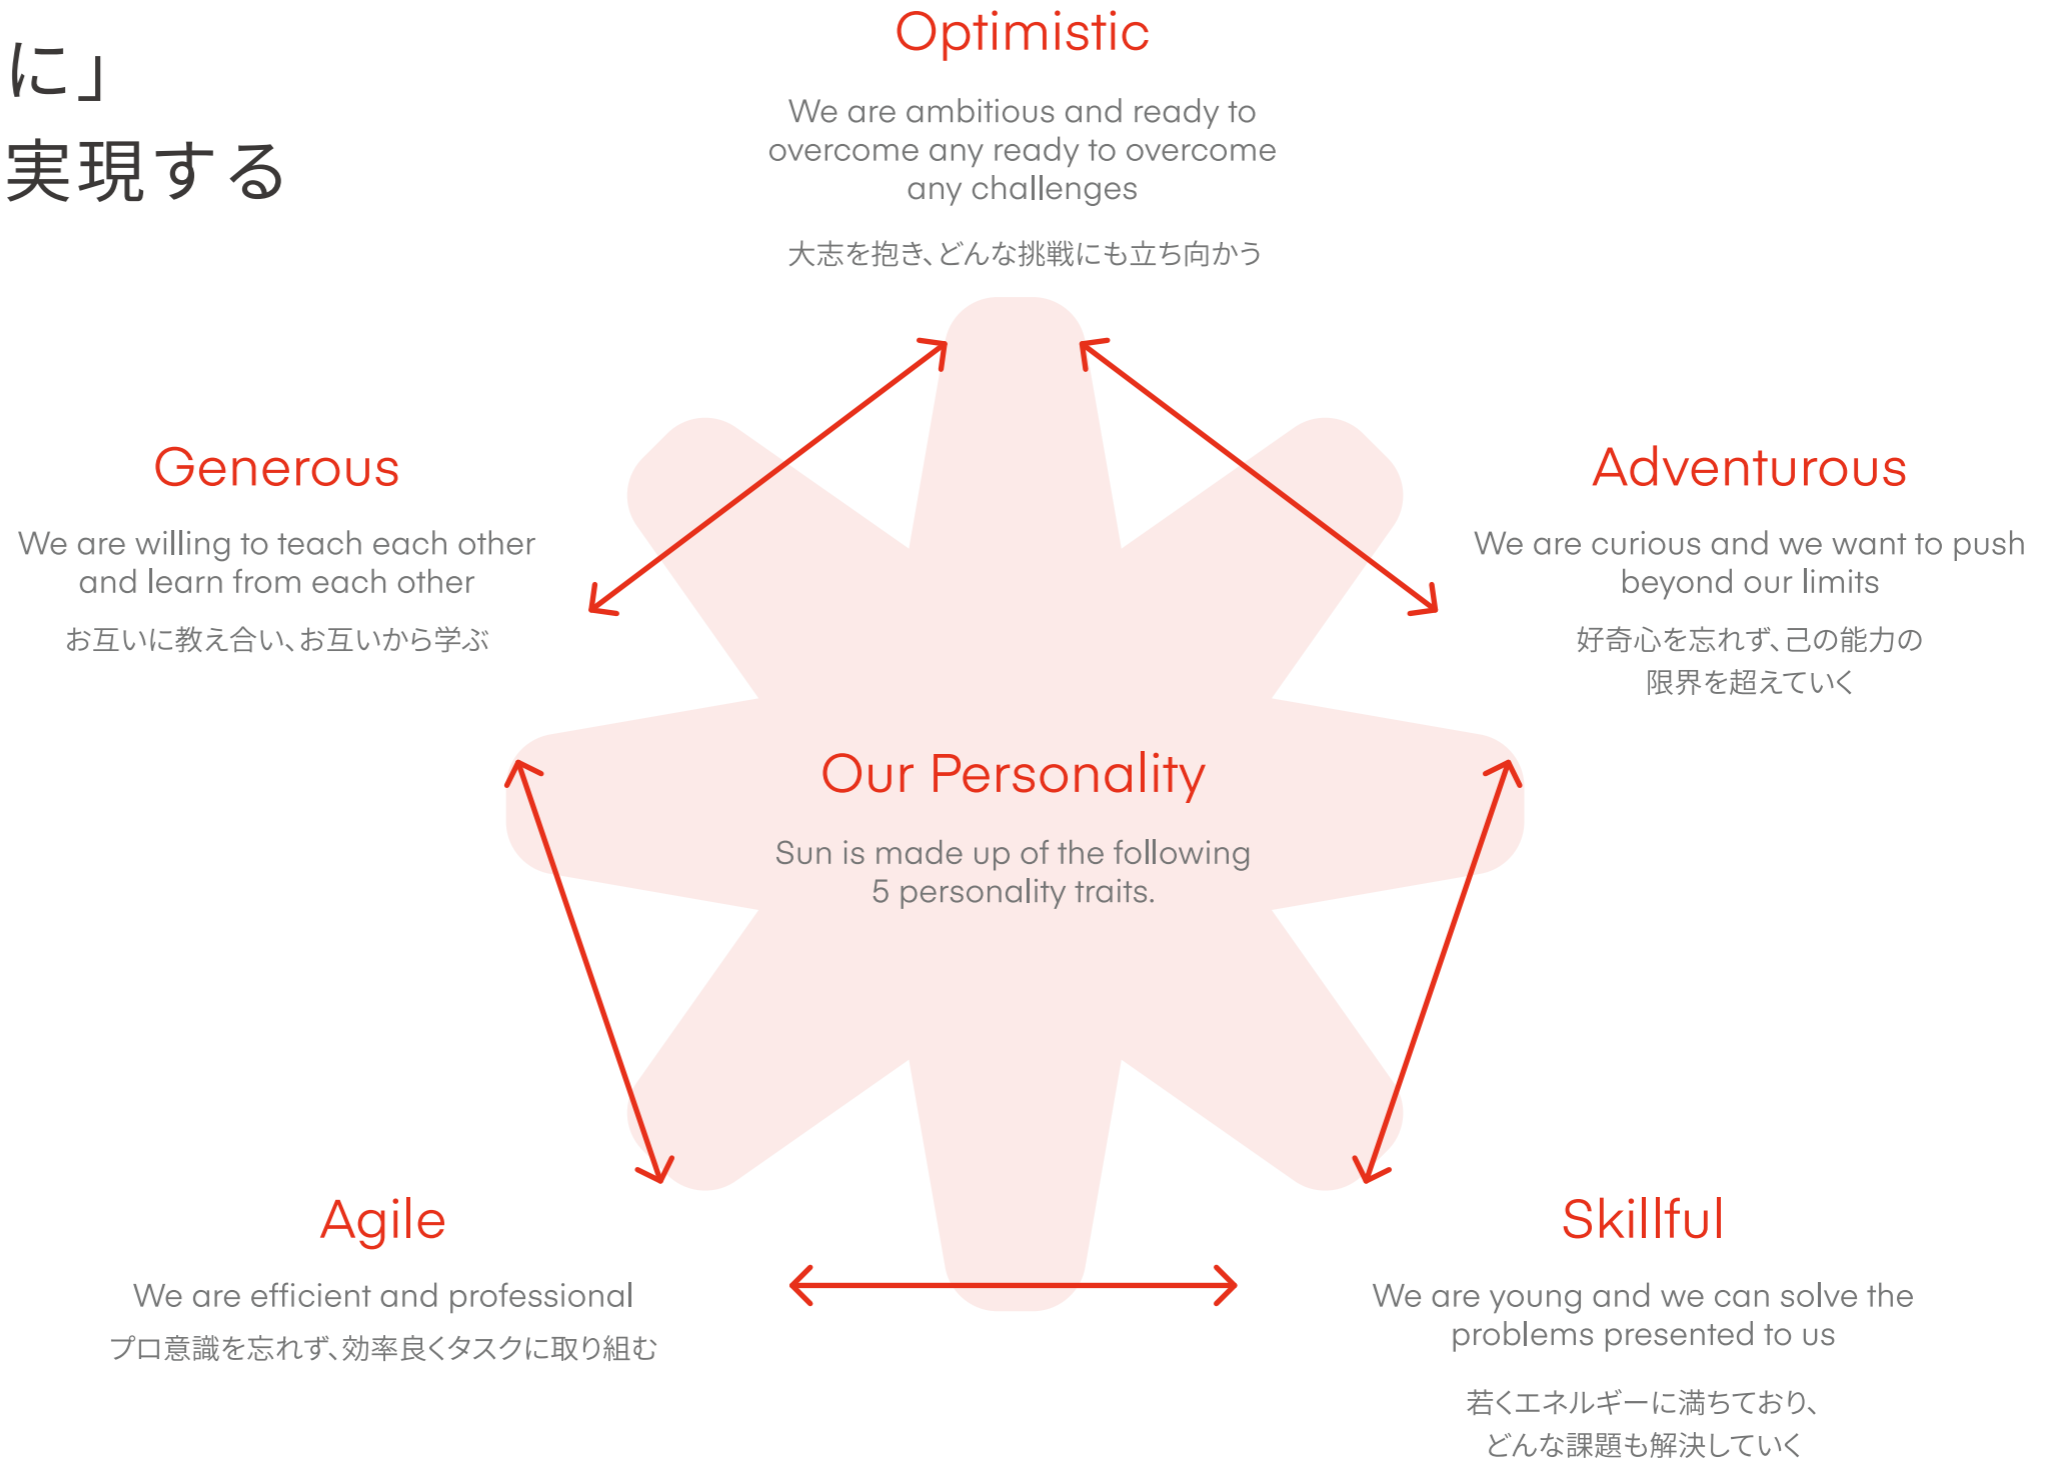 に」
実現する
Optimistic
We are ambitious and ready to
overcome any ready to overcome
any challenges
大志を抱き、どんな挑戦にも立ち向かう
Generous
We are willing to teach each other
and learn from each other
お互いに教え合い、お互いから学ぶ
Adventurous
We are curious and we want to push
beyond our limits
好奇心を忘れず、己の能力の
限界を超えていく
Our Personality
Sun is made up of the following
5 personality traits.
Agile
We are efficient and professional
プロ意識を忘れず、効率良くタスクに取り組む
Skillful
We are young and we can solve the
problems presented to us
若くエネルギーに満ちており、
どんな課題も解決していく